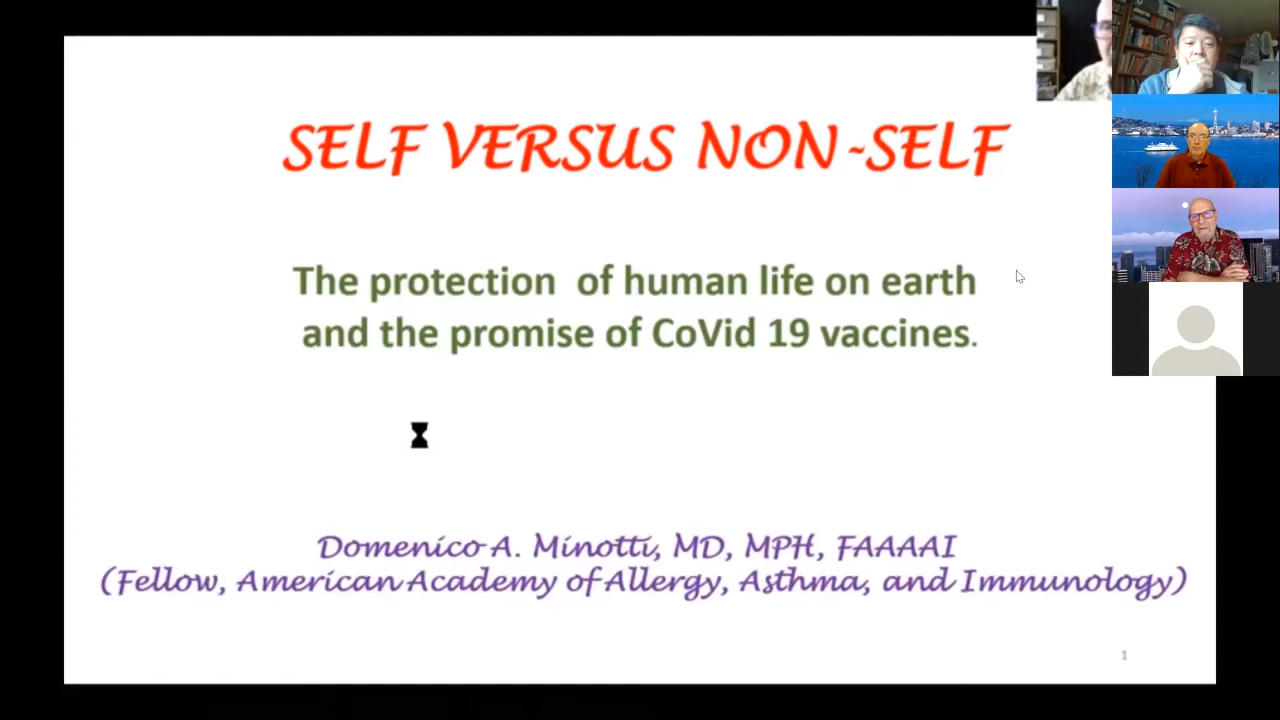 SELF VERSUS NON-SELF
The protection of human life on earth
and the promise of CoVid 19 vaccines.
Domenico A. Minotti, MD, MPH, FAAAAI
(Fellow, American Academy of Allergy, Asthma, and Immunology)
1